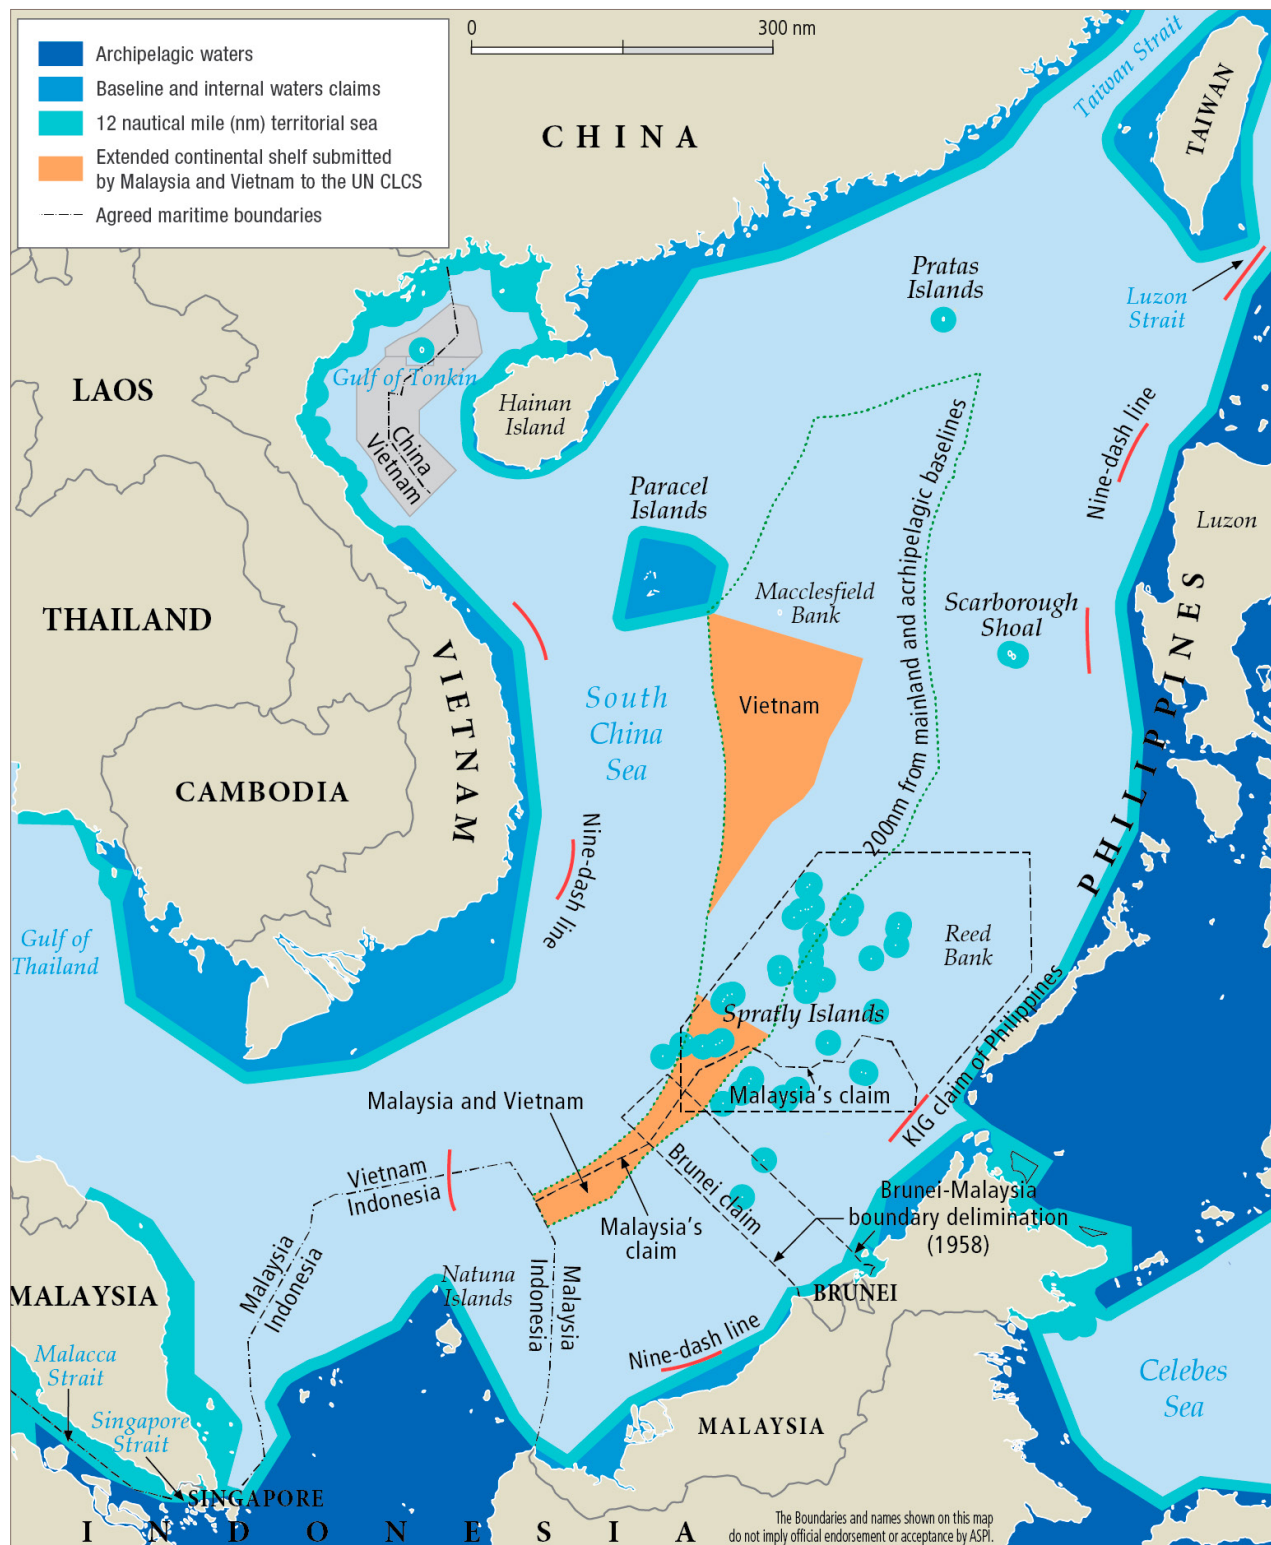 Archipelagic waters
Baseline and internal waters claims
12 nautical mile (nm) territorial sea
Extended continental shelf submitted
by Malaysia and Vietnam to the UN CLCS
Agreed maritime boundaries
0 300 nm
Taiwan Strait
TAIWAN
CHINA
Pratas
Islands
Luzon
Strait
Gulf of Tonkin
LAOS
Hainan
Island
China
Vietnam
Nine-dash line
Paracel
Islands
Luzon
200nm from mainland and acrhipelagic baselines
Macclesfield
Bank
Scarborough
Shoal
THAILAND
VIETNAM
PHILIPPINES
South
China
Sea
Vietnam
CAMBODIA
Nine-dash line
Gulf of
Thailand
Reed
Bank
Spratly Islands
KIG claim of Philippines
Malaysia and Vietnam
Malaysia's claim
Vietnam
Indonesia
Brunei claim
Brunei-Malaysia
boundary delimination
(1958)
Malaysia's
claim
Malaysia
Indonesia
Natuna
Islands
Indonesia
Malaysia
MALAYSIA
BRUNEI
Nine-dash line
Malacca
Strait
Celebes
Sea
Singapore
Strait
MALAYSIA
SINGAPORE
INDONESIA
The Boundaries and names shown on this map
do not imply official endorsement or acceptance by ASPI.